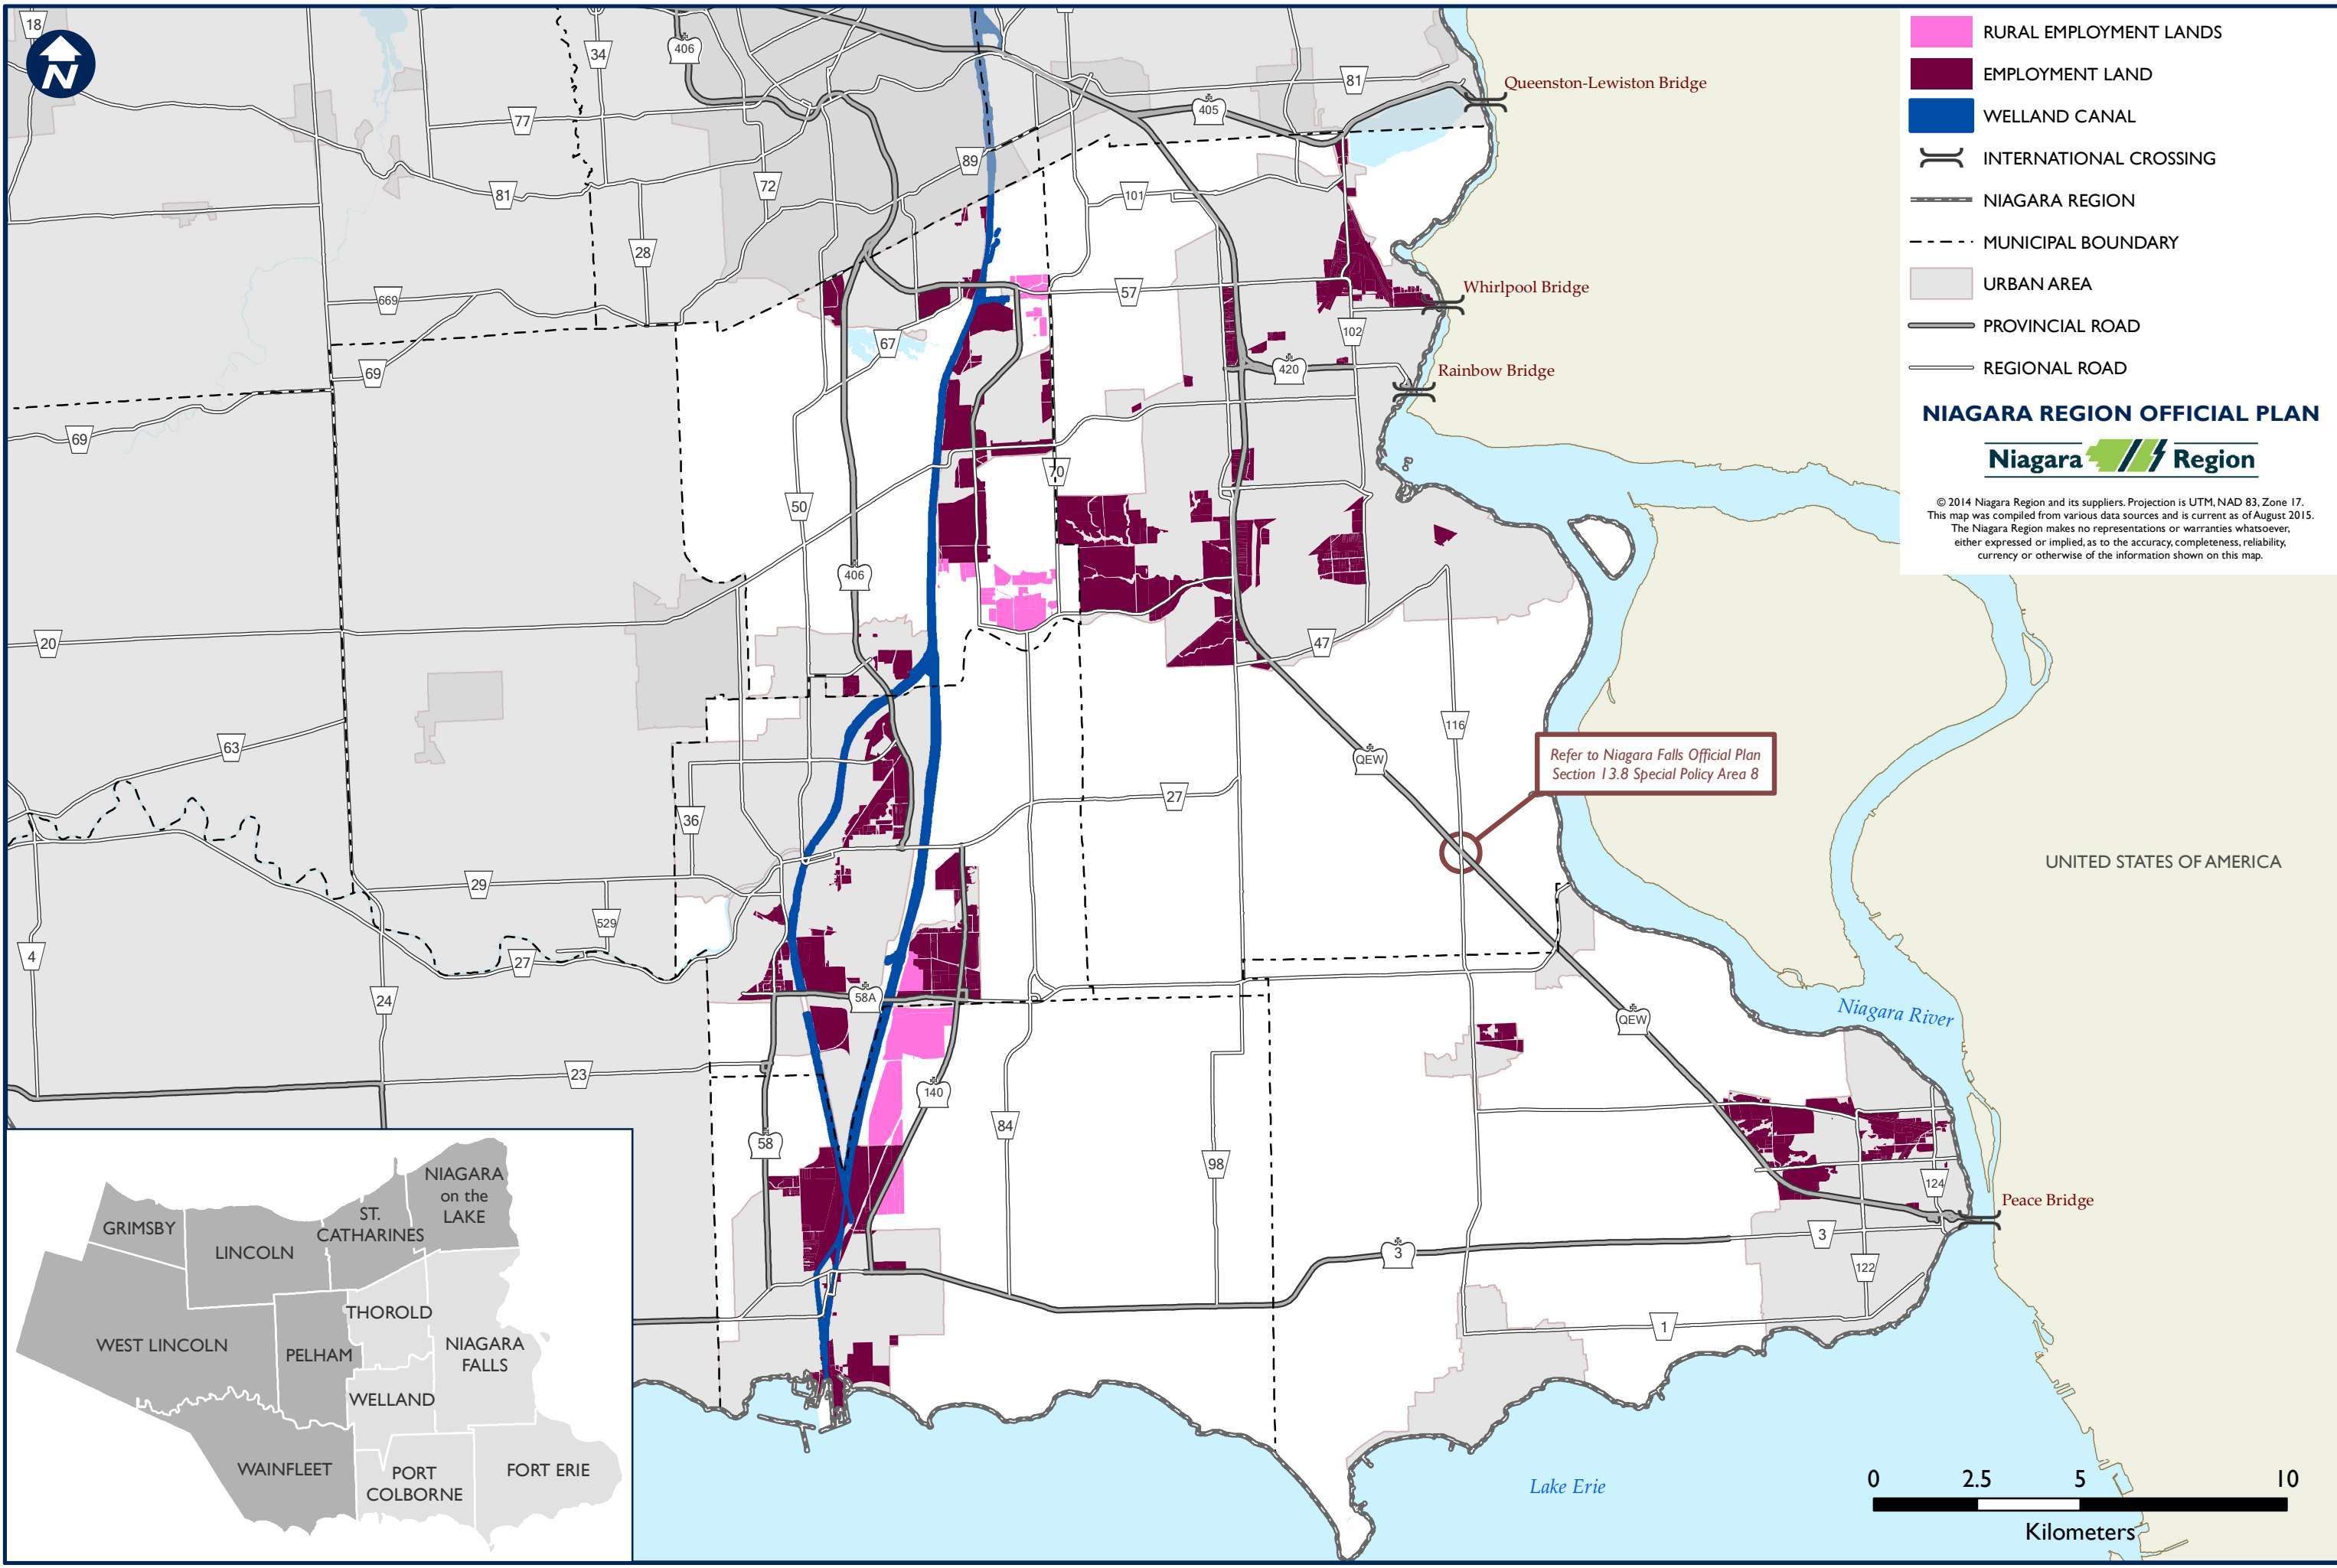 RURAL EMPLOYMENT LANDS
EMPLOYMENT LAND
WELLAND CANAL
INTERNATIONAL CROSSING
NIAGARA REGION
MUNICIPAL BOUNDARY
URBAN AREA
PROVINCIAL ROAD
REGIONAL ROAD
NIAGARA REGION OFFICIAL PLAN
Niagara Region
© 2014 Niagara Region and its suppliers. Projection is UTM, NAD 83, Zone 17.
This map was compiled from various data sources and is current as of August 2015.
The Niagara Region makes no representations or warranties whatsoever,
either expressed or implied, as to the accuracy, completeness, reliability,
currency or otherwise of the information shown on this map.
N
18
34
406
81
Queenston-Lewiston Bridge
405
77
89
81
72
101
28
669
57
Whirlpool Bridge
102
67
69
420
Rainbow Bridge
69
70
50
406
20
47
63
116
QEW
Refer to Niagara Falls Official Plan
Section 13.8 Special Policy Area 8
27
36
UNITED STATES OF AMERICA
29
529
4
27
24
58A
Niagara River
QEW
23
140
84
58
98
124
Peace Bridge
3
3
122
1
Lake Erie
0 2.5 5 10
Kilometers
NIAGARA
on the
LAKE
GRIMSBY
ST.
CATHARINES
LINCOLN
THOROLD
WEST LINCOLN
PELHAM
NIAGARA
FALLS
WELLAND
WAINFLEET
PORT
COLBORNE
FORT ERIE